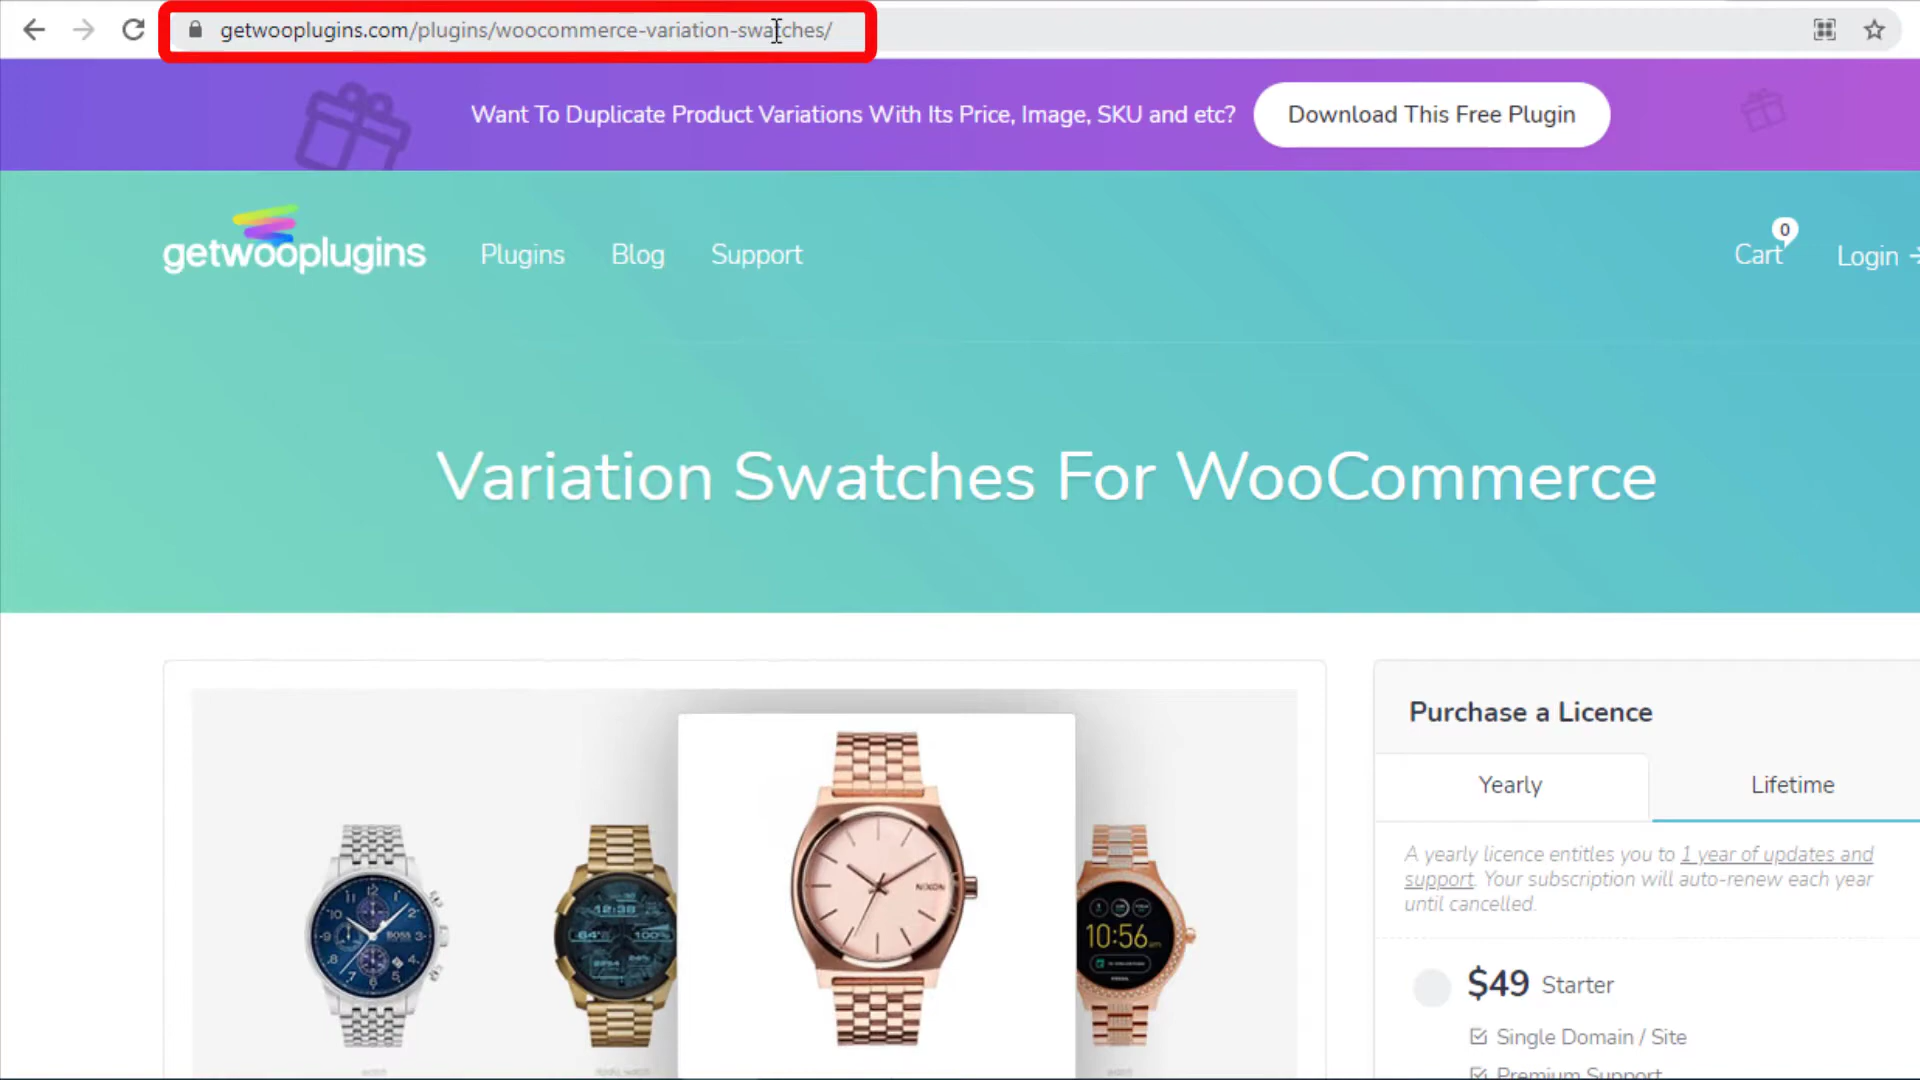 getwooplugins.com/plugins/woocommerce-variation-swatches/
Want To Duplicate Product Variations With Its Price, Image, SKU and etc?
Download This Free Plugin
getwooplugins
Plugins
Blog
Support
Cart
0
Login
Variation Swatches For WooCommerce
Purchase a Licence
Yearly
Lifetime
A yearly licence entitles you to 1 year of updates and
support. Your subscription will auto-renew each year
until cancelled.
$49 Starter
Single Domain / Site
Premium Support
BOSS
12:38
100%
NIXON
10:56